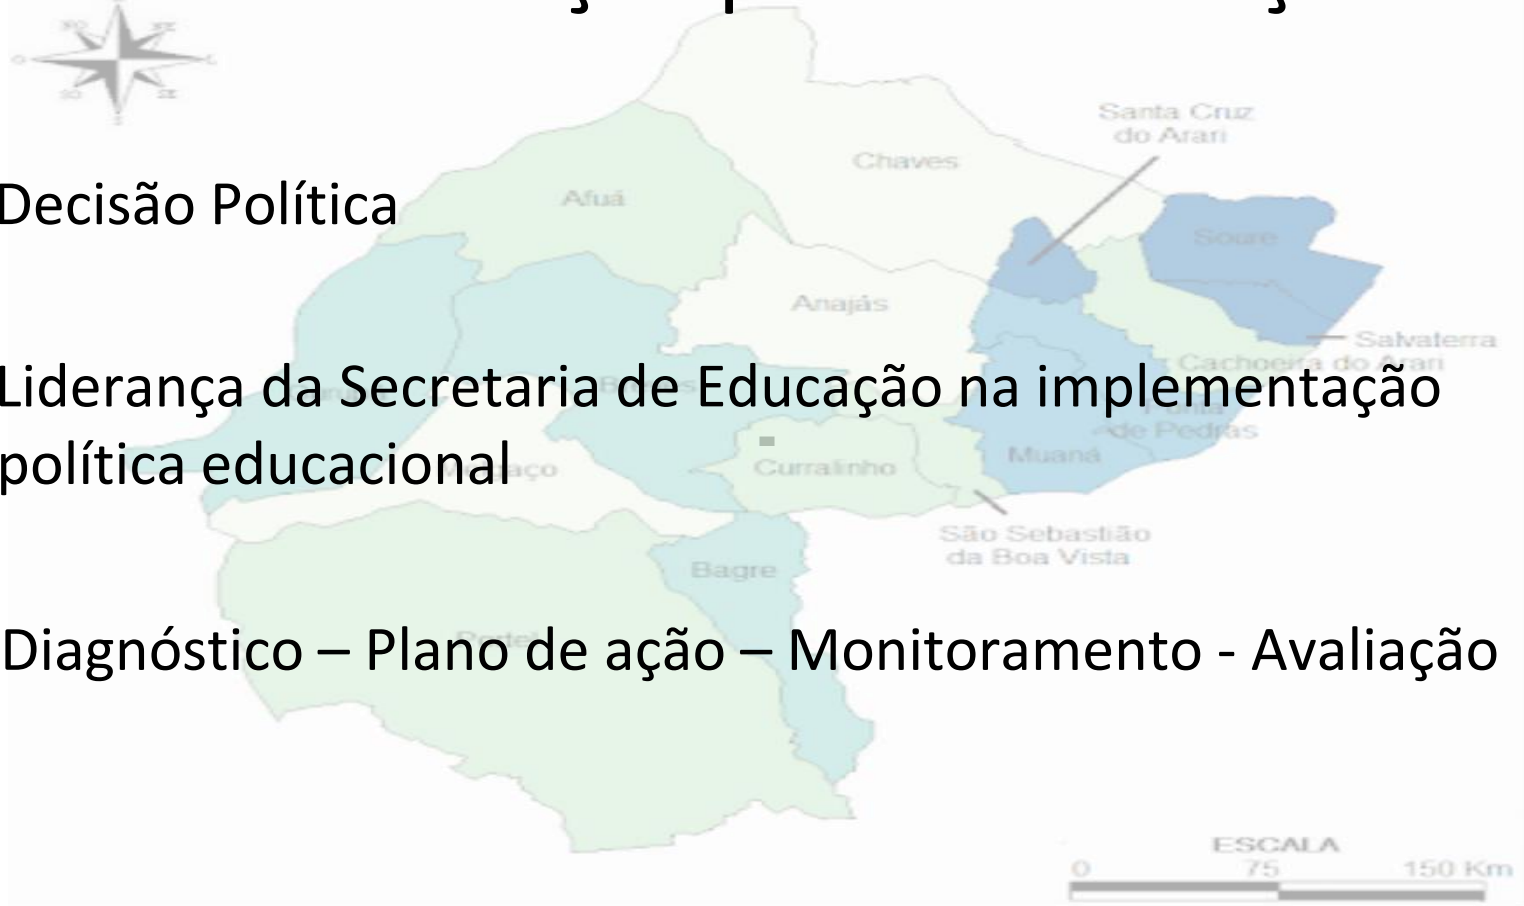 Santa Cruz
do Arari
Chaves
Afuá
Decisão Política
Soure
Anajás
Salvaterra
Cachoeira do Arari
Liderança da Secretaria de Educação na implementação
Ponta
de Pedras
política educacional
Muaná
Curralinho
São Sebastião
da Boa Vista
Bagre
Diagnóstico – Plano de ação – Monitoramento - Avaliação
Portel
ESCALA
0 75 150 Km